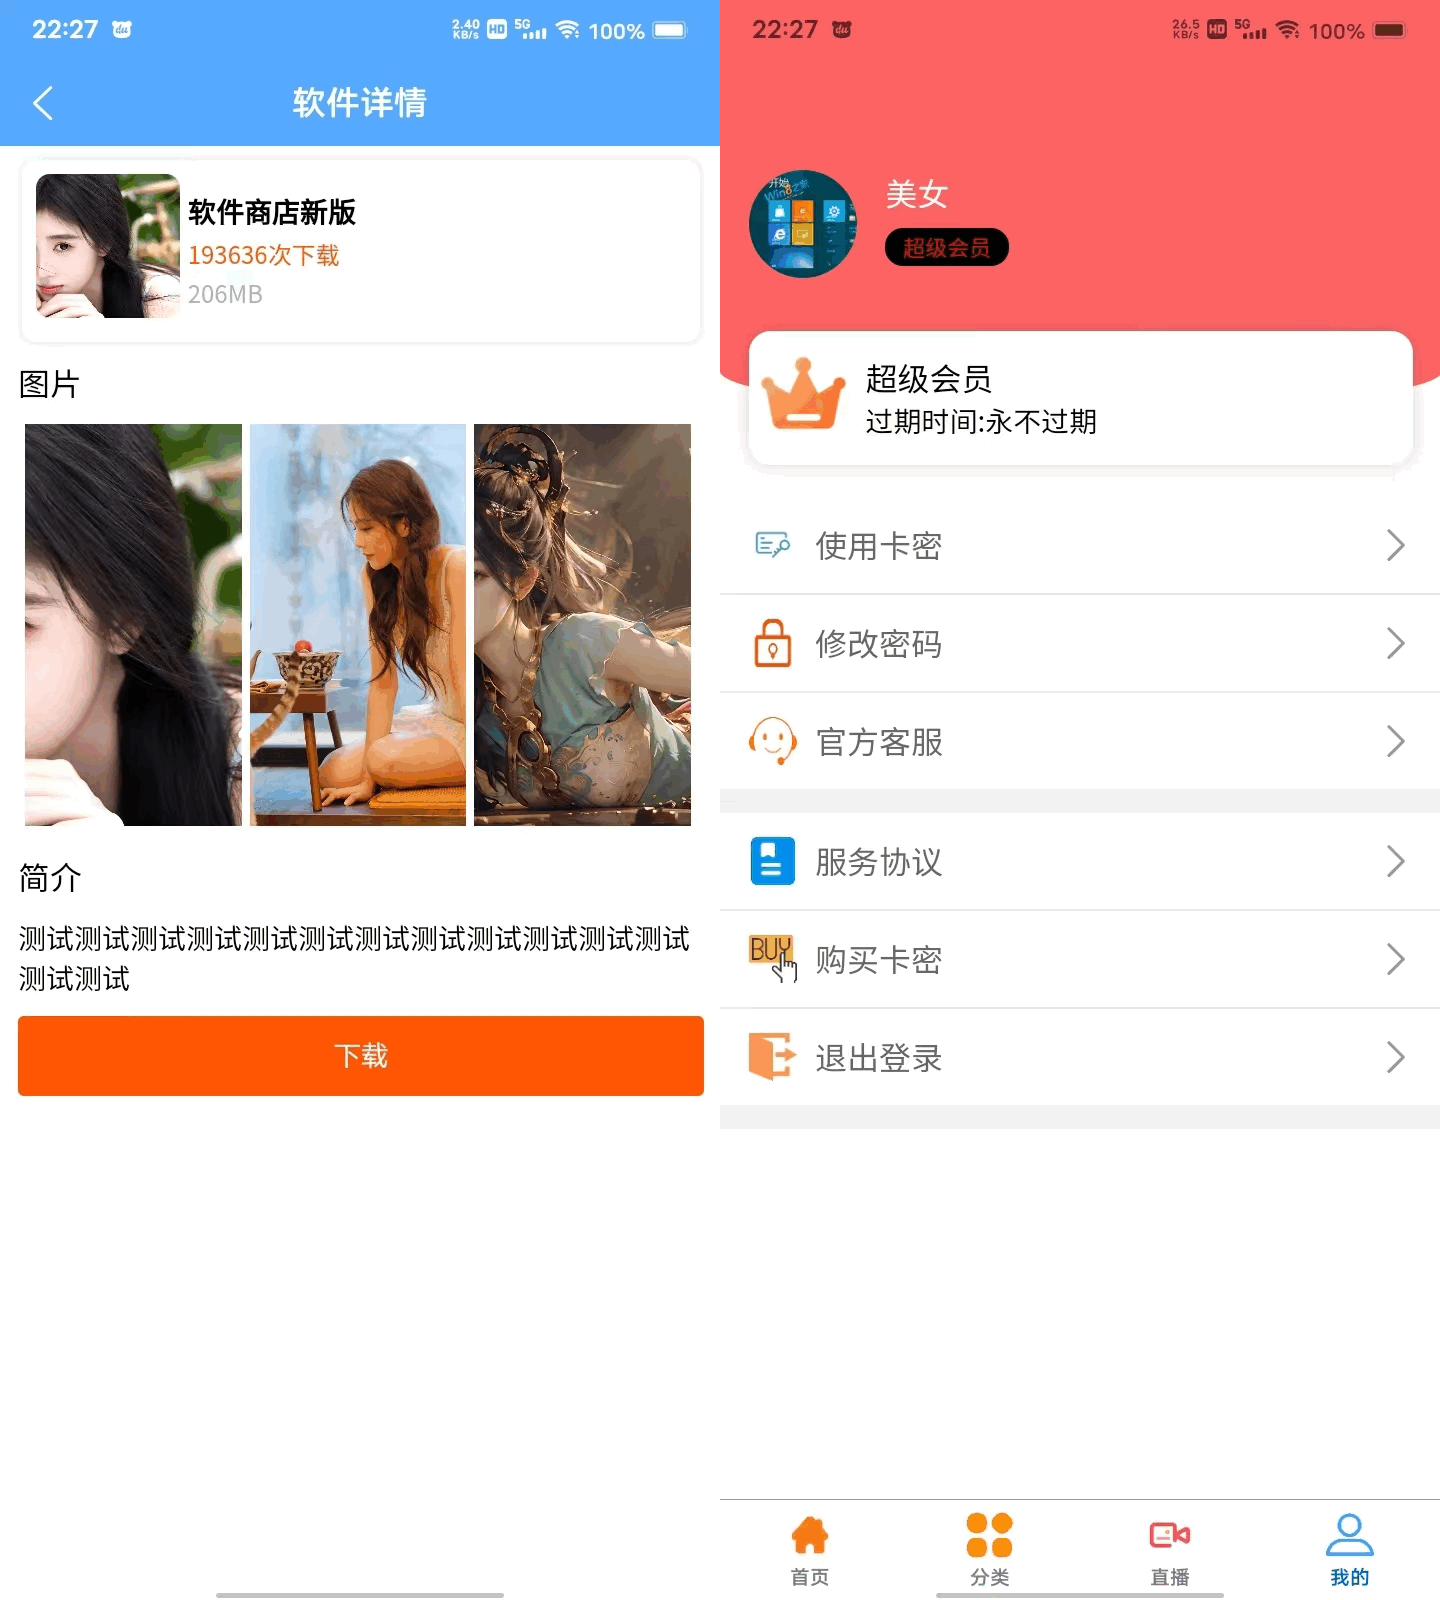 22:27
2.40 KB/s HD 5G 100%
软件详情
软件商店新版
193636次下载
206MB
图片
简介
测试测试测试测试测试测试测试测试测试测试测试测试
测试测试
下载
22:27
26.5 KB/s HD 5G 100%
开始
美女
超级会员
超级会员
过期时间:永不过期
使用卡密
修改密码
官方客服
服务协议
BUY
购买卡密
退出登录
首页
分类
直播
我的